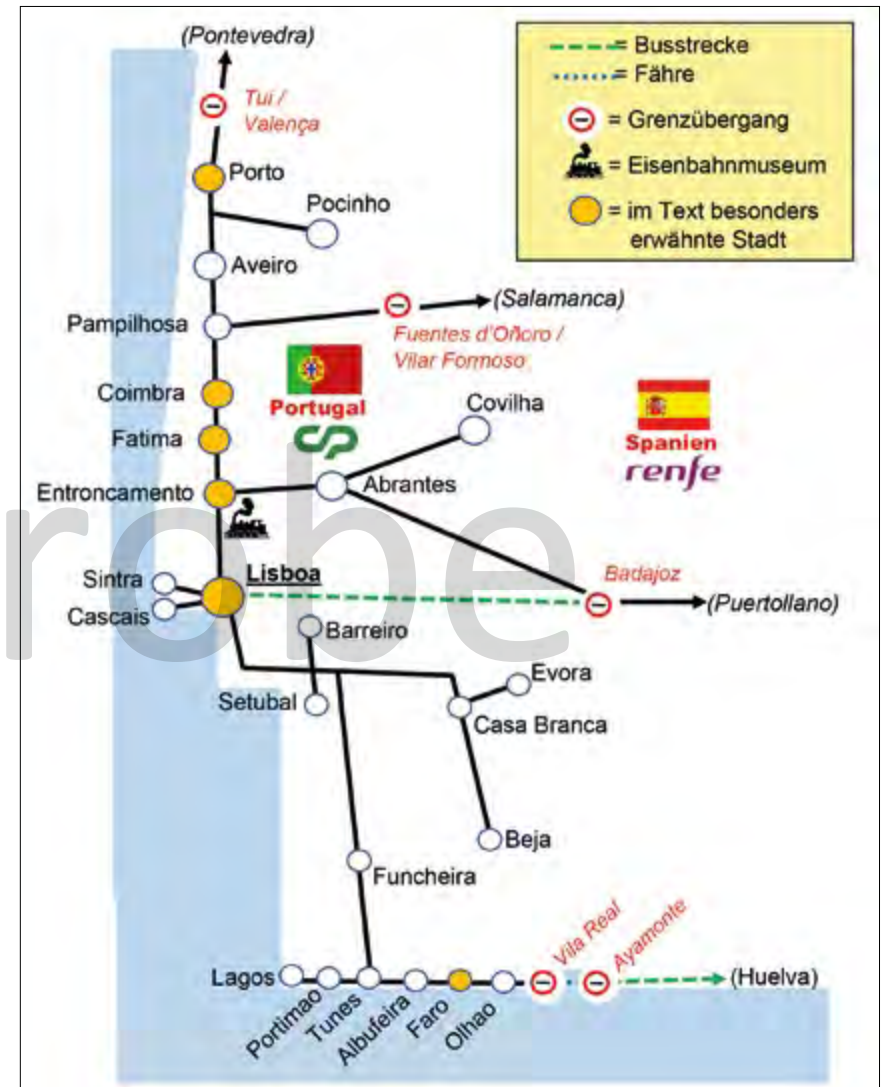 (Pontevedra)
= Busstrecke
= Fähre
= Grenzübergang
= Eisenbahnmuseum
= im Text besonders
erwähnte Stadt
Tui /
Valença
Porto
Pocinho
Aveiro
(Salamanca)
Pampilhosa
Fuentes d'Oñoro /
Vilar Formoso
Coimbra
Portugal
Covilha
Spanien
renfe
Fatima
Entroncamento
Abrantes
robe
Sintra
Lisboa
Badajoz
Cascais
(Puertollano)
Barreiro
Evora
Setubal
Casa Branca
Beja
Funcheira
Vila Real
Ayamonte
Lagos
(Huelva)
Portimao
Tunes
Albufeira
Faro
Olhao